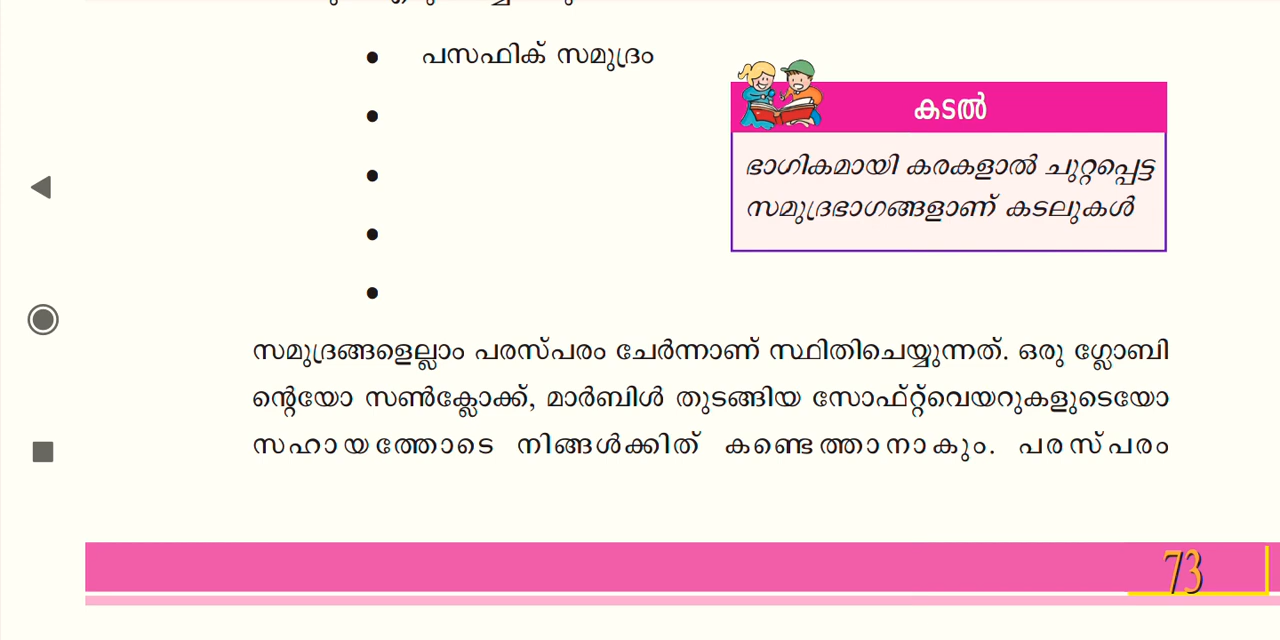 പസഫിക് സമുദ്രം
കടൽ
ഭാഗികമായി കരകളാൽ ചുറ്റപ്പെട്ട
സമുദ്രഭാഗങ്ങളാണ് കടലുകൾ
സമുദ്രങ്ങളെല്ലാം പരസ്പരം ചേർന്നാണ് സ്ഥിതിചെയ്യുന്നത്. ഒരു ഗ്ലോബി
ന്റെയോ സൺക്ലോക്ക്, മാർബിൾ തുടങ്ങിയ സോഫ്റ്റ്‌വെയറുകളുടെയോ
സഹായത്തോടെ നിങ്ങൾക്കിത് കണ്ടെത്താനാകും. പരസ്പരം
73